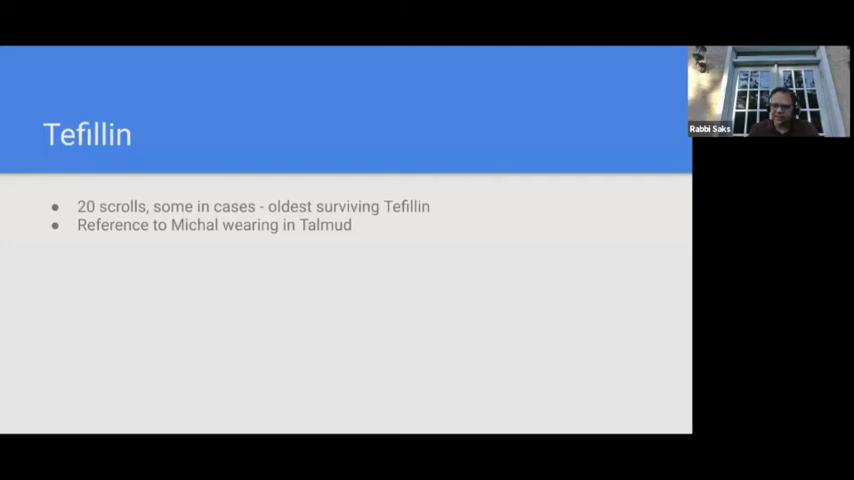 Tefillin
● 20 scrolls, some in cases - oldest surviving Tefillin
● Reference to Michal wearing in Talmud
Rabbi Saks